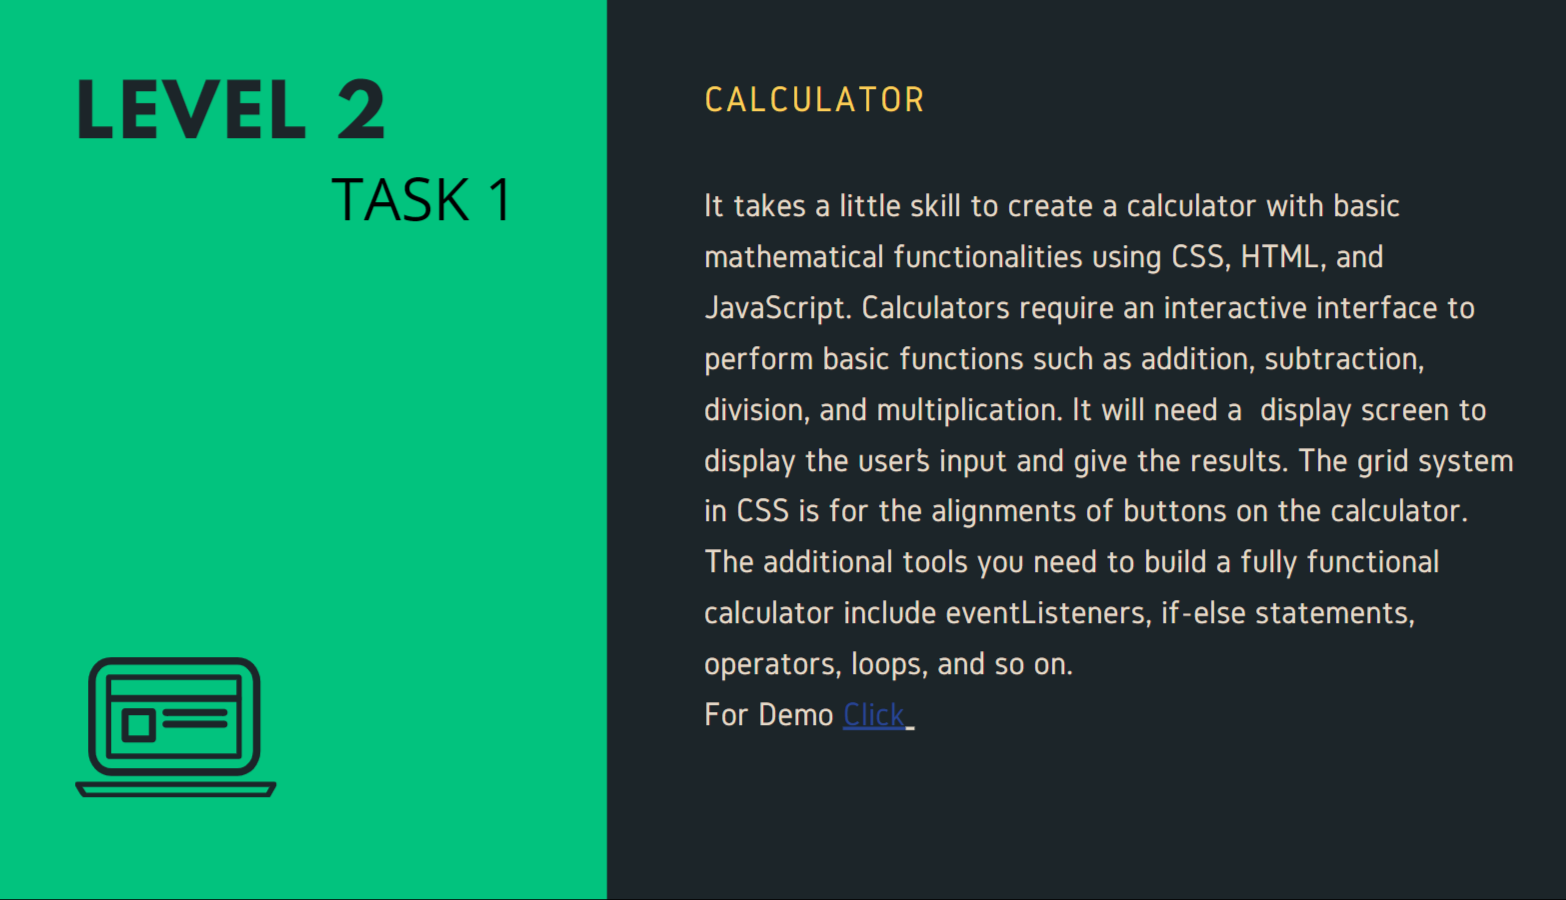 LEVEL 2
TASK 1
CALCULATOR
It takes a little skill to create a calculator with basic
mathematical functionalities using CSS, HTML, and
JavaScript. Calculators require an interactive interface to
perform basic functions such as addition, subtraction,
division, and multiplication. It will need a  display screen to
display the user's input and give the results. The grid system
in CSS is for the alignments of buttons on the calculator.
The additional tools you need to build a fully functional
calculator include eventListeners, if-else statements,
operators, loops, and so on.
For Demo Click